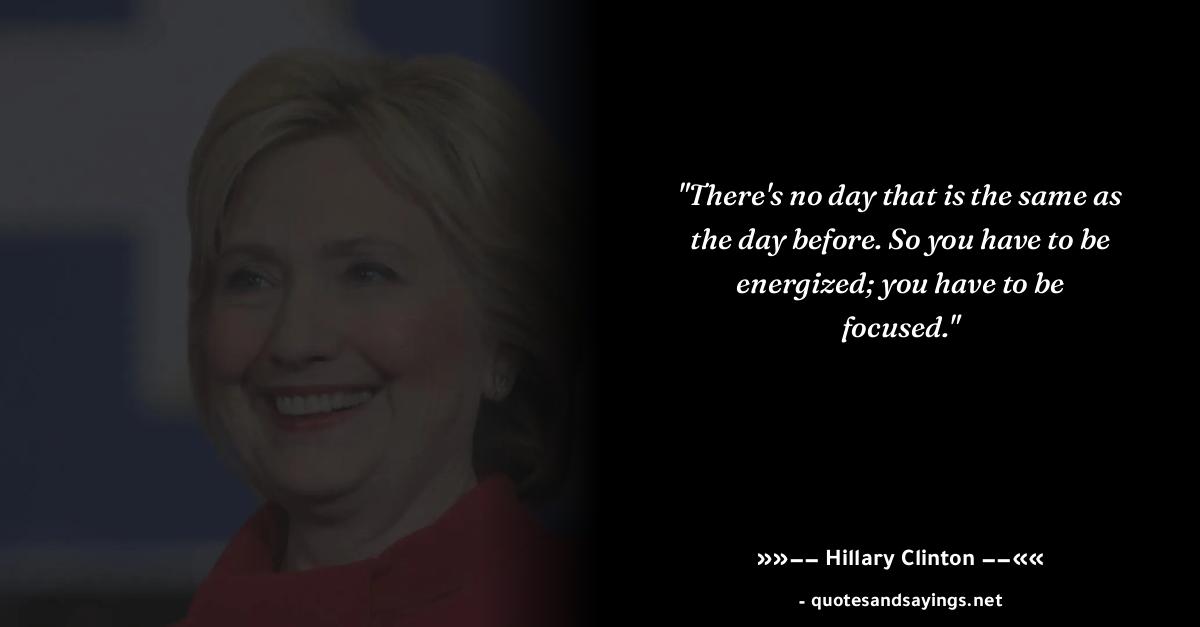 "There's no day that is the same as
the day before. So you have to be
energized; you have to be
focused."
»»−− Hillary Clinton −−««
- quotesandsayings.net